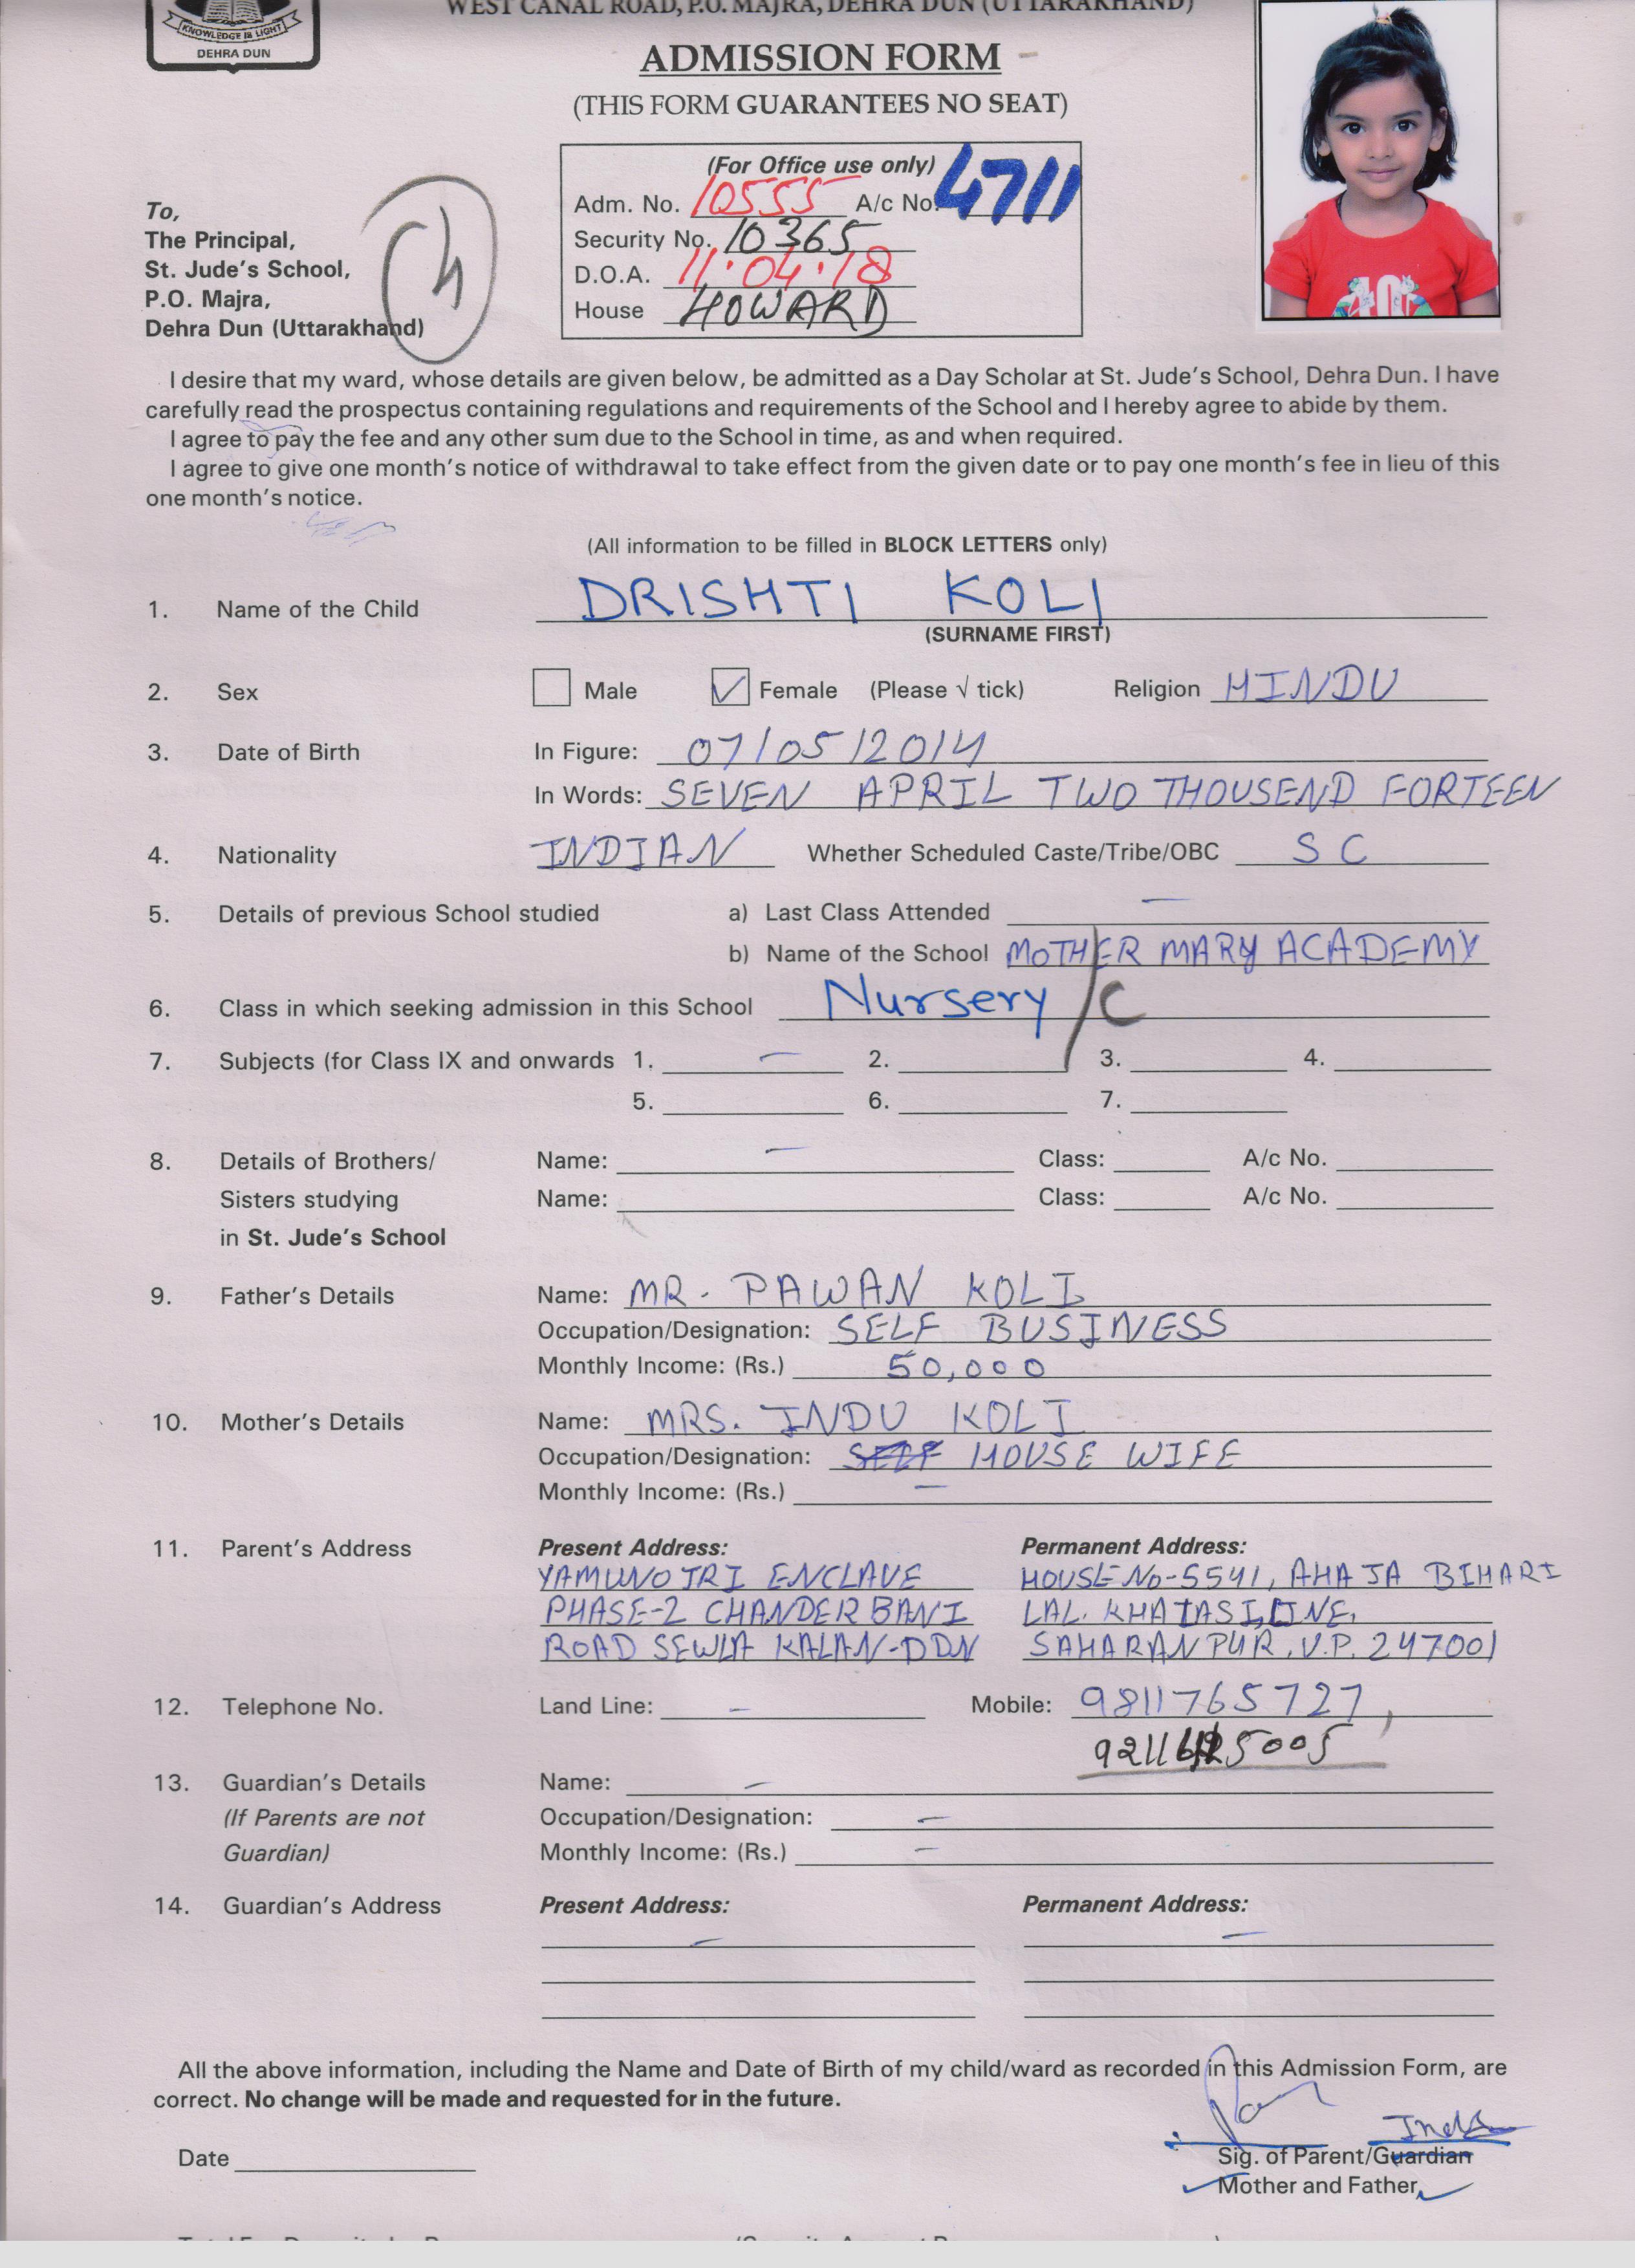 WEST CANAL ROAD, P.O. MAJRA, DEHRA DUN (UTTARAKHAND)
KNOWLEDGE IS LIGHT
DEHRA DUN
ADMISSION FORM
(THIS FORM GUARANTEES NO SEAT)
(For Office use only)
Adm. No. 10555 A/c No. 4711
Security No. 10365
D.O.A. 11.04.18
House HOWARD
To,
The Principal,
St. Jude's School,
P.O. Majra,
Dehra Dun (Uttarakhand)
I desire that my ward, whose details are given below, be admitted as a Day Scholar at St. Jude's School, Dehra Dun. I have
carefully read the prospectus containing regulations and requirements of the School and I hereby agree to abide by them.
I agree to pay the fee and any other sum due to the School in time, as and when required.
I agree to give one month's notice of withdrawal to take effect from the given date or to pay one month's fee in lieu of this
one month's notice.
(All information to be filled in BLOCK LETTERS only)
1. Name of the Child DRISHTI KOLI
(SURNAME FIRST)
2. Sex Male Female (Please √ tick) Religion HINDU
3. Date of Birth In Figure: 07/05/2014
In Words: SEVEN APRIL TWO THOUSEND FORTEEN
4. Nationality INDIAN Whether Scheduled Caste/Tribe/OBC SC
5. Details of previous School studied a) Last Class Attended —
b) Name of the School MOTHER MARY ACADEMY
6. Class in which seeking admission in this School Nursery/C
7. Subjects (for Class IX and onwards 1. — 2. 3. 4.
5. 6. 7.
8. Details of Brothers/ Name: — Class: A/c No.
Sisters studying Name: Class: A/c No.
in St. Jude's School
9. Father's Details Name: MR. PAWAN KOLI
Occupation/Designation: SELF BUSINESS
Monthly Income: (Rs.) 50,000
10. Mother's Details Name: MRS. INDU KOLI
Occupation/Designation: HOUSE WIFE
Monthly Income: (Rs.) —
11. Parent's Address Present Address: Permanent Address:
YAMUNOTRI ENCLAVE HOUSE No-5541, AHATA BIHARI
PHASE-2 CHANDERBANI LAL. LINE,
ROAD SEWLA KALAN-DDN SAHARANPUR, U.P. 247001
12. Telephone No. Land Line: — Mobile: 9811765727,
13. Guardian's Details Name: —
(If Parents are not Occupation/Designation: —
Guardian) Monthly Income: (Rs.) —
14. Guardian's Address Present Address: Permanent Address:
— —
All the above information, including the Name and Date of Birth of my child/ward as recorded in this Admission Form, are
correct. No change will be made and requested for in the future.
Date Sig. of Parent/Guardian
Mother and Father